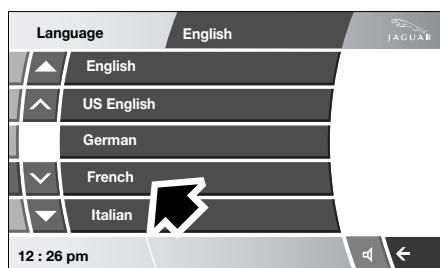 Language English
JAGUAR
English
US English
German
French
Italian
12 : 26 pm